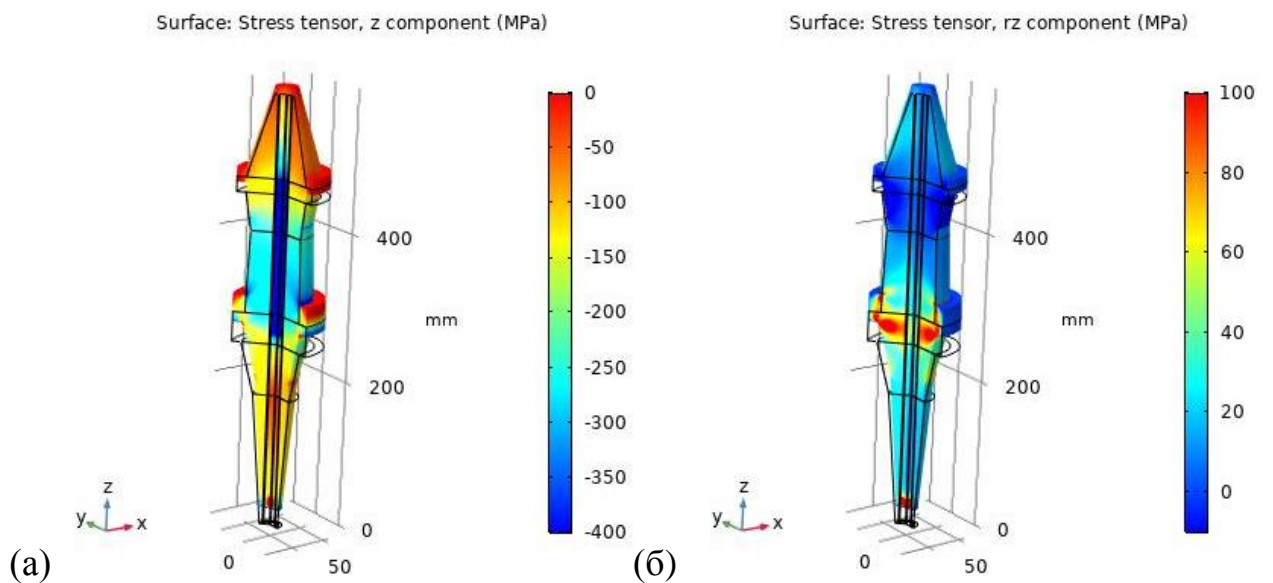 Surface: Stress tensor, z component (MPa)
Surface: Stress tensor, rz component (MPa)
0
-50
-100
-150
-200
-250
-300
-350
-400
400
mm
200
0
0
50
z
y
x
100
80
60
40
20
0
400
mm
200
0
0
50
z
y
x
(а)
(б)